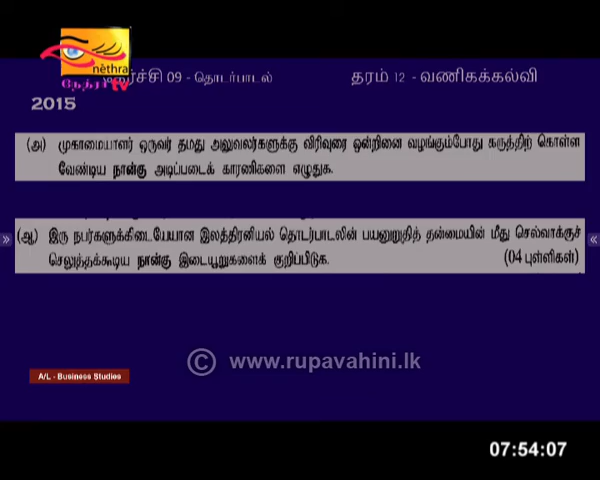 nēthra
நேத்ரா TV
09 - தொடர்பாடல் தரம் 12 - வணிகக்கல்வி
2015
(அ) முகாமையாளர் ஒருவர் தமது அலுவலர்களுக்கு விரிவுரை ஒன்றினை வழங்கும்போது கருத்திற் கொள்ள
வேண்டிய நான்கு அடிப்படைக் காரணிகளை எழுதுக.
(ஆ) இரு நபர்களுக்கிடையேயான இலத்திரனியல் தொடர்பாடலின் பயனுறுதித் தன்மையின் மீது செல்வாக்குச்
செலுத்தக்கூடிய நான்கு இடையூறுகளைக் குறிப்பிடுக. (04 புள்ளிகள்)
© www.rupavahini.lk
A/L - Business Studies
07:54:07